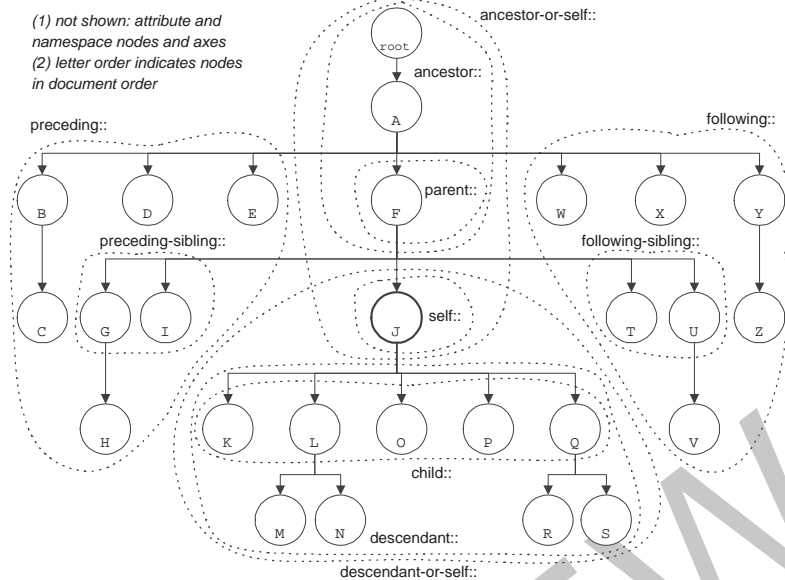 (1) not shown: attribute and
namespace nodes and axes
(2) letter order indicates nodes
in document order
ancestor-or-self::
root
ancestor::
A
preceding::
following::
B
D
E
F
parent::
W
X
Y
preceding-sibling::
following-sibling::
C
G
I
J
self::
T
U
Z
H
K
L
O
P
Q
V
child::
M
N
descendant::
R
S
descendant-or-self::